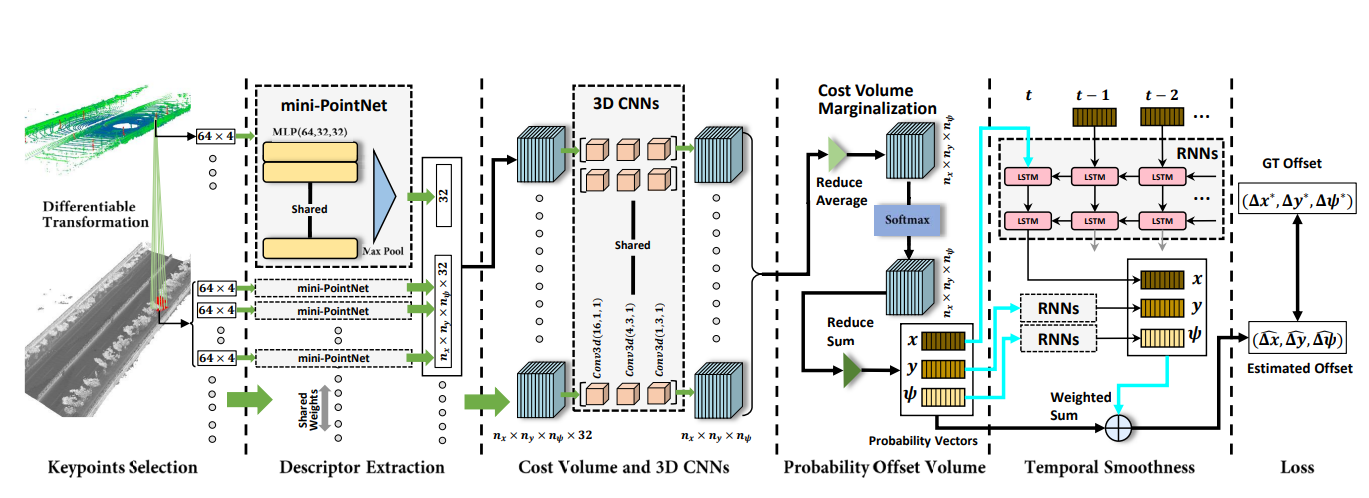 Differentiable
Transformation
64 × 4
64 × 4
64 × 4
64 × 4
Keypoints Selection
mini-PointNet
MLP(64,32,32)
Shared
Max Pool
32
mini-PointNet
mini-PointNet
mini-PointNet
n_x × n_y × n_ψ × 32
Shared
Weights
Descriptor Extraction
3D CNNs
Shared
Conv3d(16,1,1)
Conv3d(4,3,1)
Conv3d(1,3,1)
n_x × n_y × n_ψ × 32
n_x × n_y × n_ψ
Cost Volume and 3D CNNs
Cost Volume
Marginalization
Reduce
Average
n_x × n_y × n_ψ
Softmax
n_x × n_y × n_ψ
Reduce
Sum
x
y
ψ
Probability Vectors
Probability Offset Volume
t
t − 1
t − 2
...
RNNs
LSTM
LSTM
LSTM
...
LSTM
LSTM
LSTM
x
RNNs
y
RNNs
ψ
Weighted
Sum
Temporal Smoothness
GT Offset
(Δx*, Δy*, Δψ*)
(Δx̂, Δŷ, Δψ̂)
Estimated Offset
Loss